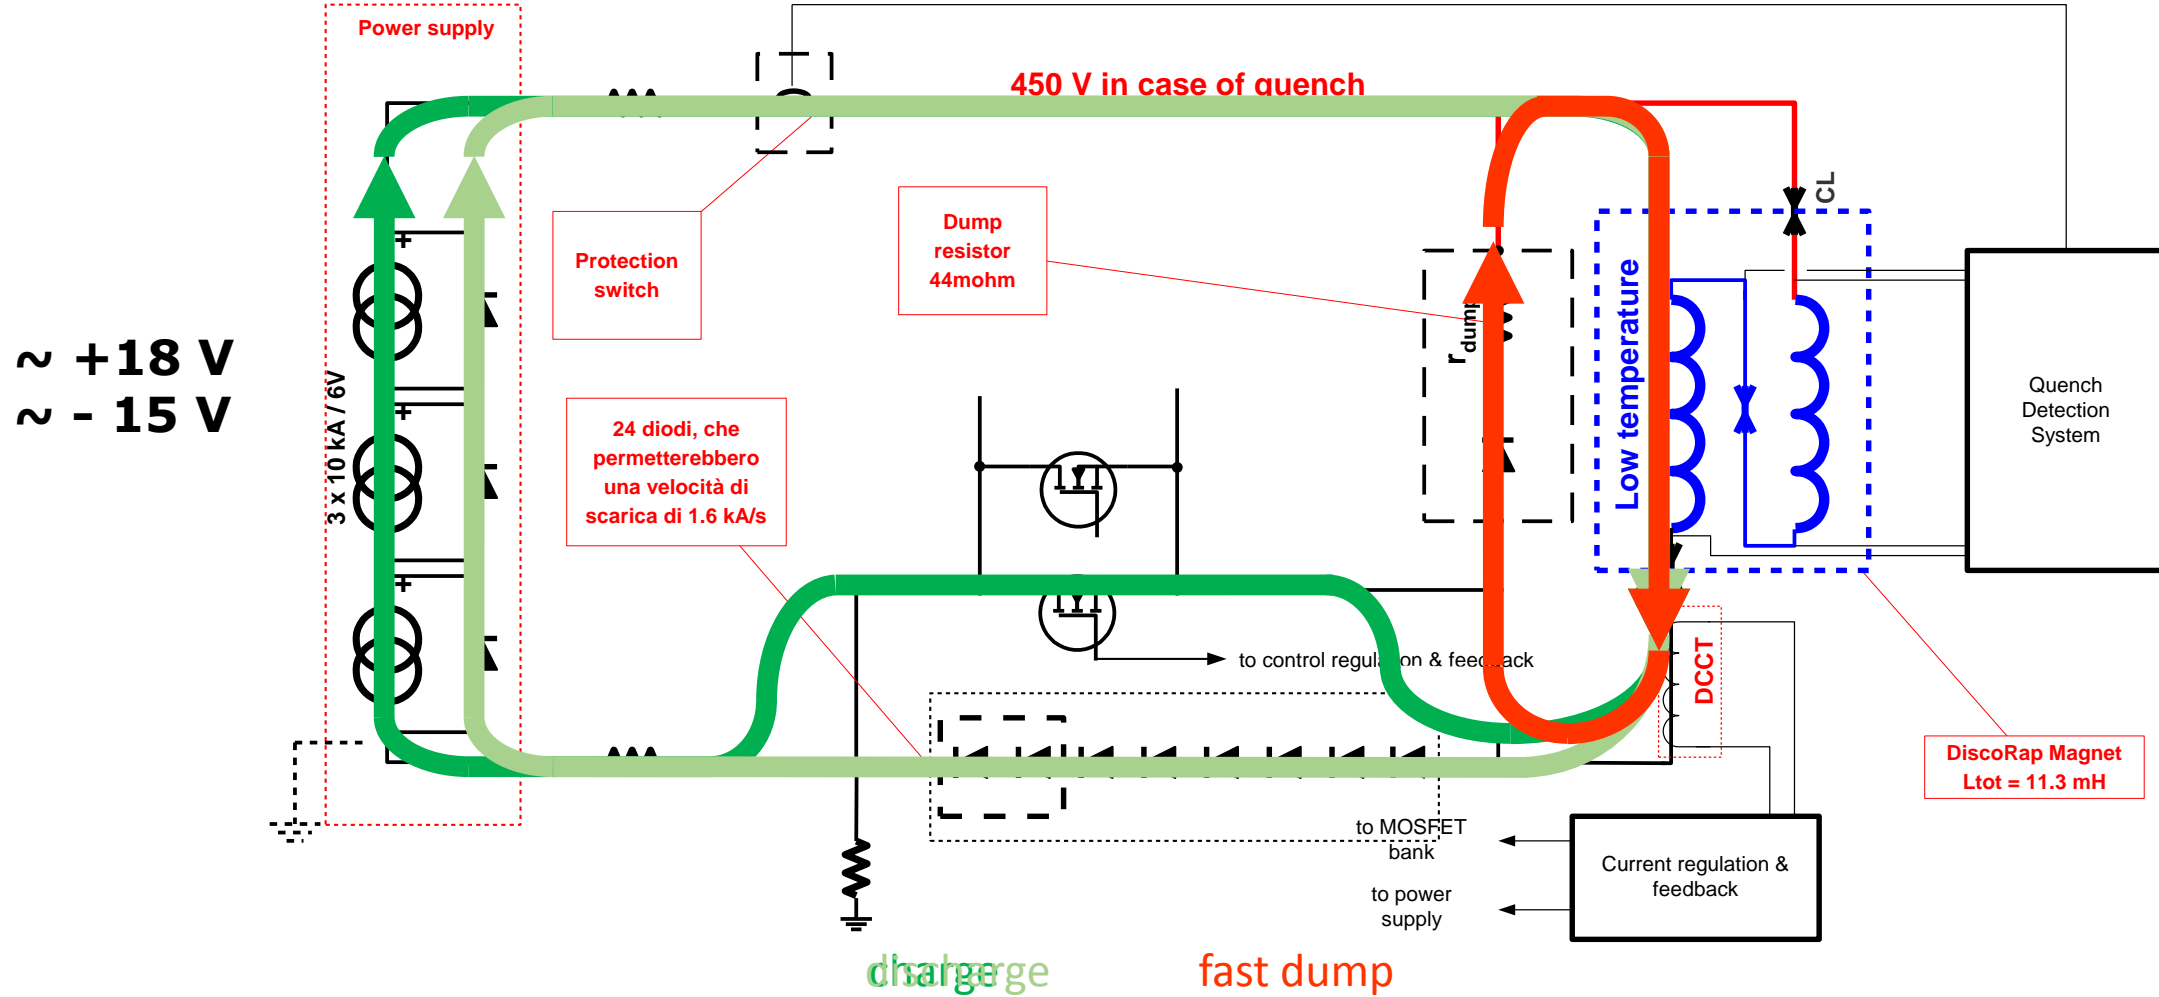 Power supply
450 V in case of quench
CL
Protection
switch
Dump
resistor
44mohm
~ +18 V
~ - 15 V
3 x 10 kA / 6V
+
+
+
r dump
Low temperature
Quench
Detection
System
24 diodi, che
permetterebbero
una velocità di
scarica di 1.6 kA/s
to control regulation & feedback
DCCT
DiscoRap Magnet
Ltot = 11.3 mH
to MOSFET
bank
to power
supply
Current regulation &
feedback
charge
discharge
fast dump